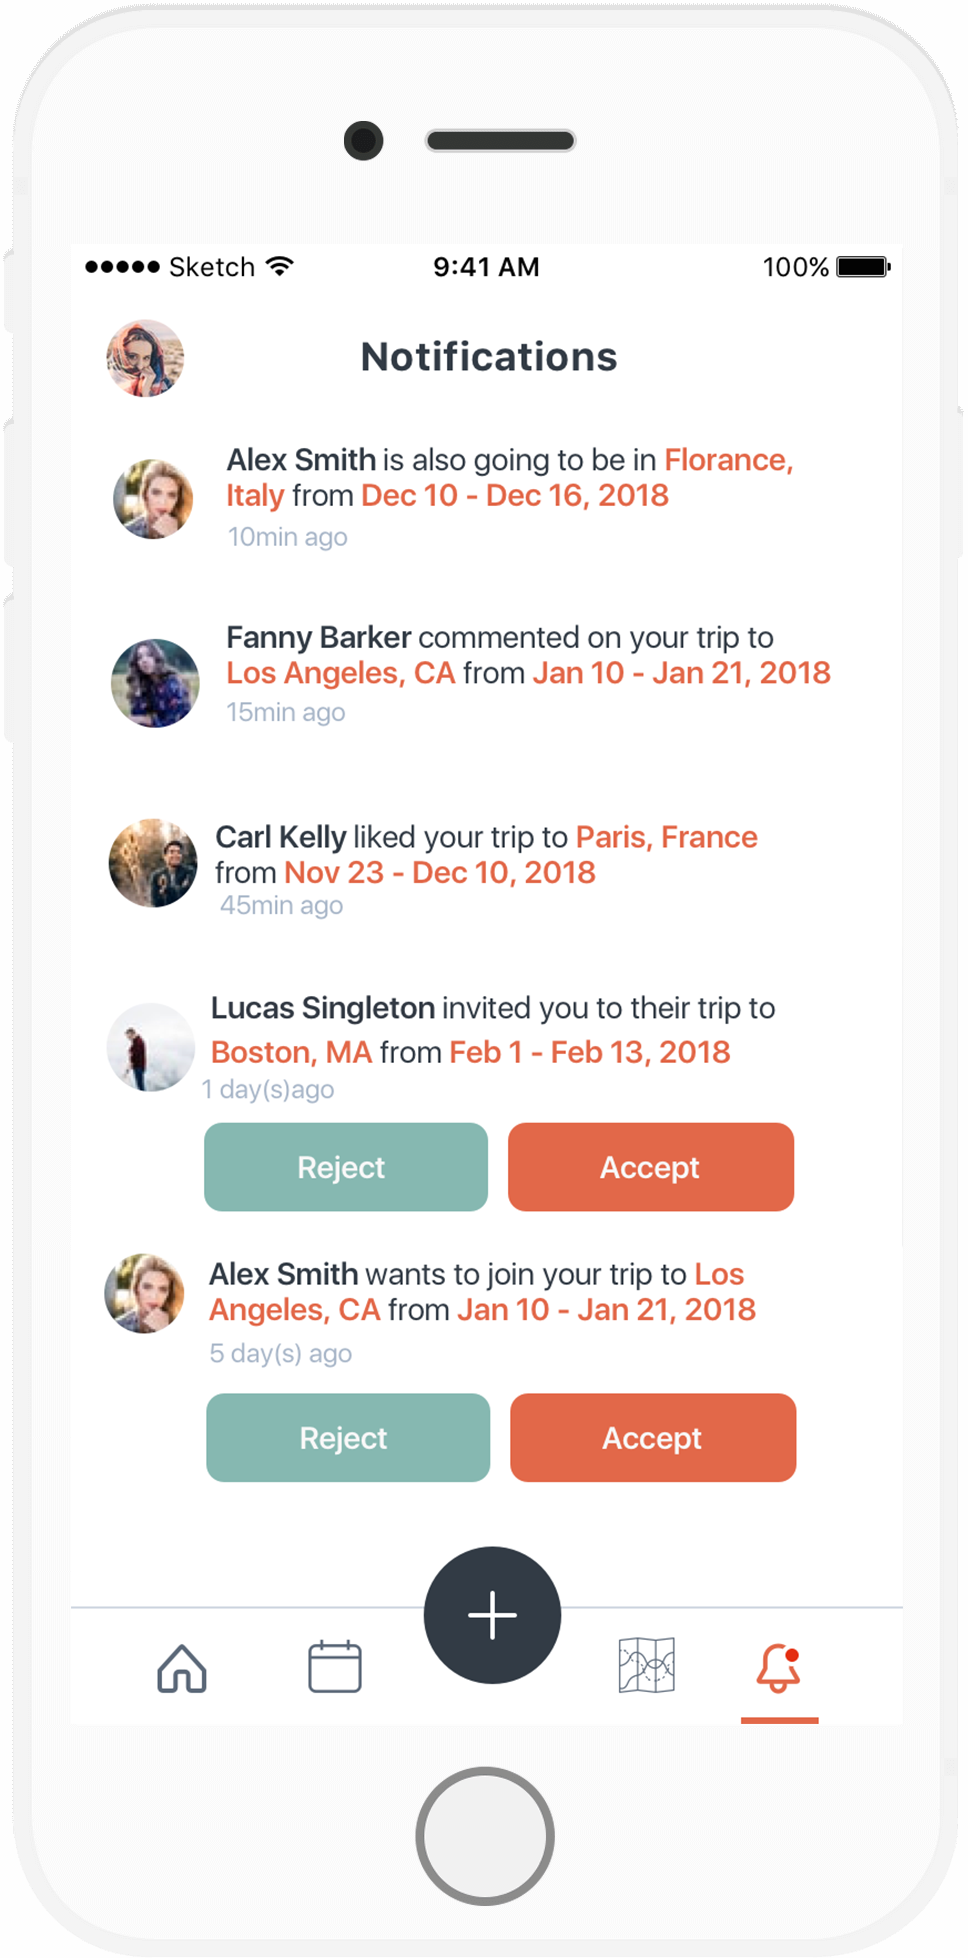 Sketch 9:41 AM 100%
Notifications
Alex Smith is also going to be in Florance,
Italy from Dec 10 - Dec 16, 2018
10min ago
Fanny Barker commented on your trip to
Los Angeles, CA from Jan 10 - Jan 21, 2018
15min ago
Carl Kelly liked your trip to Paris, France
from Nov 23 - Dec 10, 2018
45min ago
Lucas Singleton invited you to their trip to
Boston, MA from Feb 1 - Feb 13, 2018
1 day(s)ago
Reject Accept
Alex Smith wants to join your trip to Los
Angeles, CA from Jan 10 - Jan 21, 2018
5 day(s) ago
Reject Accept